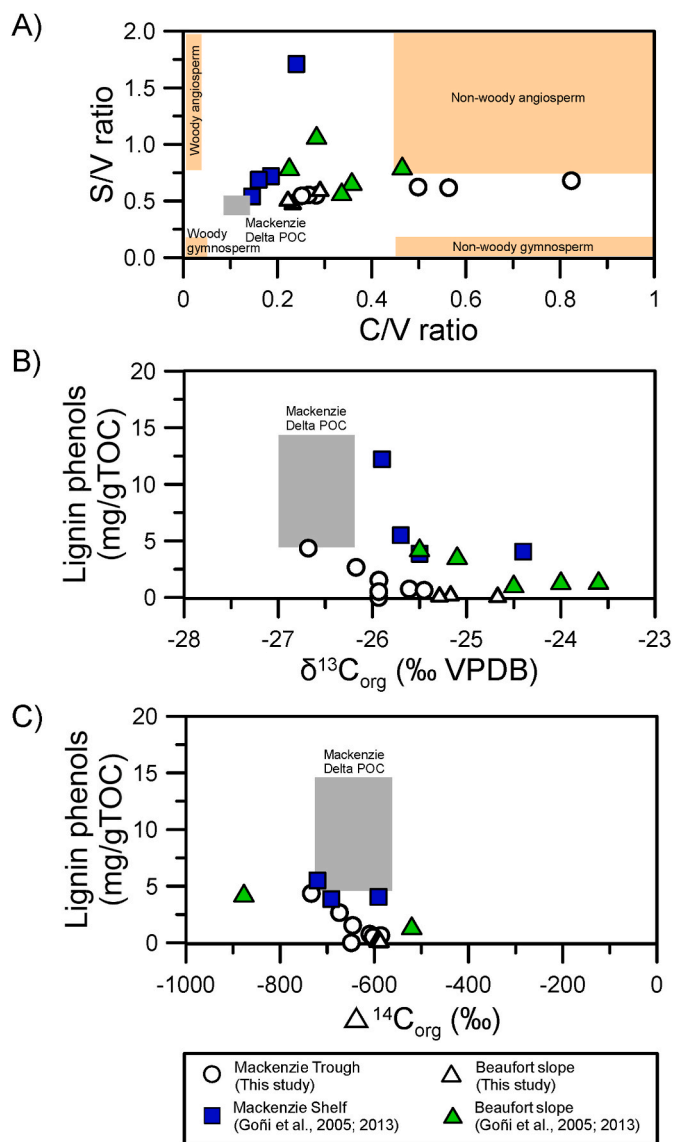 A)
S/V ratio
2.0
1.5
1.0
0.5
0.0
Woody angiosperm
Non-woody angiosperm
Mackenzie
Delta POC
Woody
gymnosperm
Non-woody gymnosperm
0
0.2
0.4
0.6
0.8
1
C/V ratio
B)
Lignin phenols
(mg/gTOC)
20
15
10
5
0
Mackenzie
Delta POC
-28
-27
-26
-25
-24
-23
δ¹³Corg (‰ VPDB)
C)
Lignin phenols
(mg/gTOC)
20
15
10
5
0
Mackenzie
Delta POC
-1000
-800
-600
-400
-200
0
△¹⁴Corg (‰)
Mackenzie Trough
(This study)
Beaufort slope
(This study)
Mackenzie Shelf
(Goñi et al., 2005; 2013)
Beaufort slope
(Goñi et al., 2005; 2013)